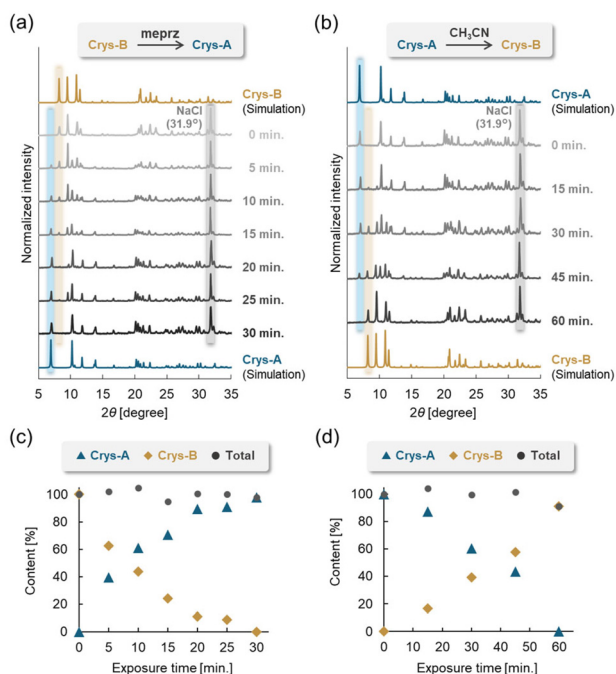 (a)
meprz
Crys-B Crys-A
Crys-B
(Simulation)
NaCl
(31.9°)
0 min.
5 min.
10 min.
15 min.
20 min.
25 min.
30 min.
Crys-A
(Simulation)
Normalized intensity
5 10 15 20 25 30 35
2θ [degree]
(b)
CH3CN
Crys-A Crys-B
Crys-A
(Simulation)
NaCl
(31.9°)
0 min.
15 min.
30 min.
45 min.
60 min.
Crys-B
(Simulation)
Normalized intensity
5 10 15 20 25 30 35
2θ [degree]
(c)
Crys-A Crys-B Total
100
80
60
40
20
0
Content [%]
0 5 10 15 20 25 30
Exposure time [min.]
(d)
Crys-A Crys-B Total
100
80
60
40
20
0
Content [%]
0 10 20 30 40 50 60
Exposure time [min.]